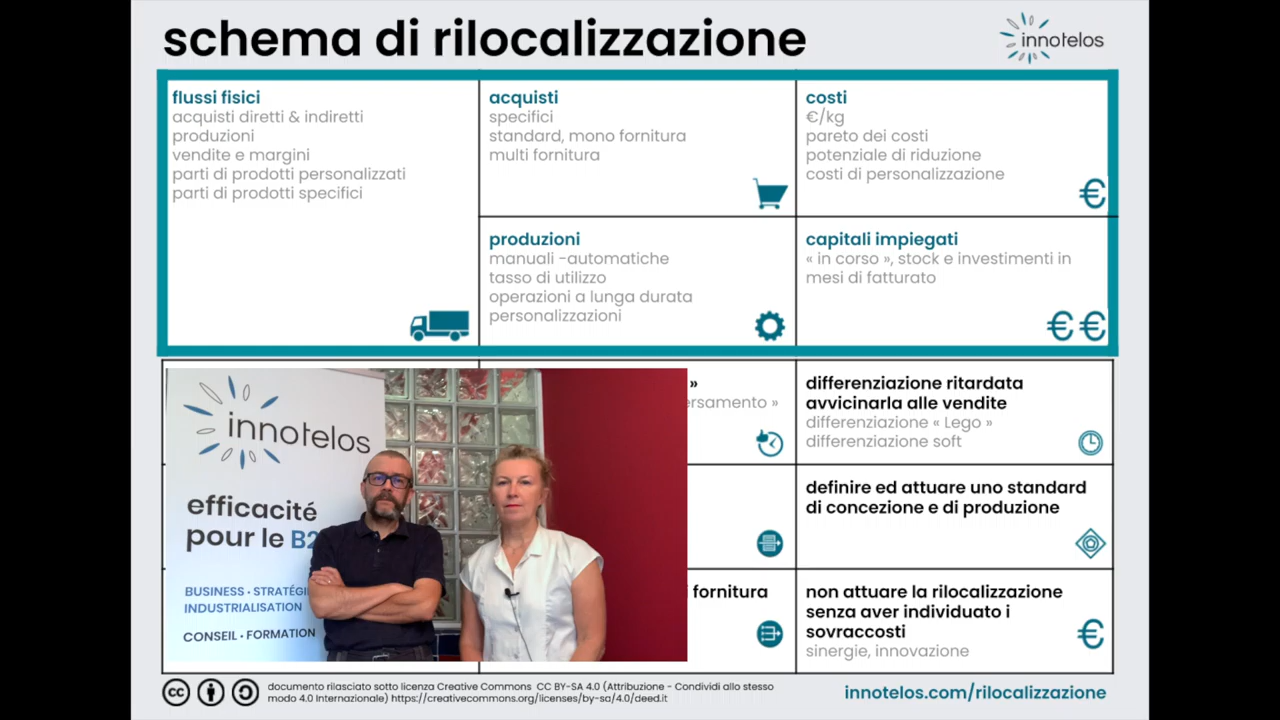 schema di rilocalizzazione
innotelos
flussi fisici
acquisti diretti & indiretti
produzioni
vendite e margini
parti di prodotti personalizzati
parti di prodotti specifici
acquisti
specifici
standard, mono fornitura
multi fornitura
costi
€/kg
pareto dei costi
potenziale di riduzione
costi di personalizzazione
€
produzioni
manuali -automatiche
tasso di utilizzo
operazioni a lunga durata
personalizzazioni
capitali impiegati
« in corso », stock e investimenti in
mesi di fatturato
€ €
»
ersamento »
differenziazione ritardata
avvicinarla alle vendite
differenziazione « Lego »
differenziazione soft
definire ed attuare uno standard
di concezione e di produzione
i fornitura
non attuare la rilocalizzazione
senza aver individuato i
sovraccosti
sinergie, innovazione
€
innotelos
efficacité
pour le B2
BUSINESS · STRATÉGI
INDUSTRIALISATION
CONSEIL · FORMATION
cc
documento rilasciato sotto licenza Creative Commons CC BY-SA 4.0 (Attribuzione - Condividi allo stesso
modo 4.0 Internazionale) https://creativecommons.org/licenses/by-sa/4.0/deed.it
innotelos.com/rilocalizzazione